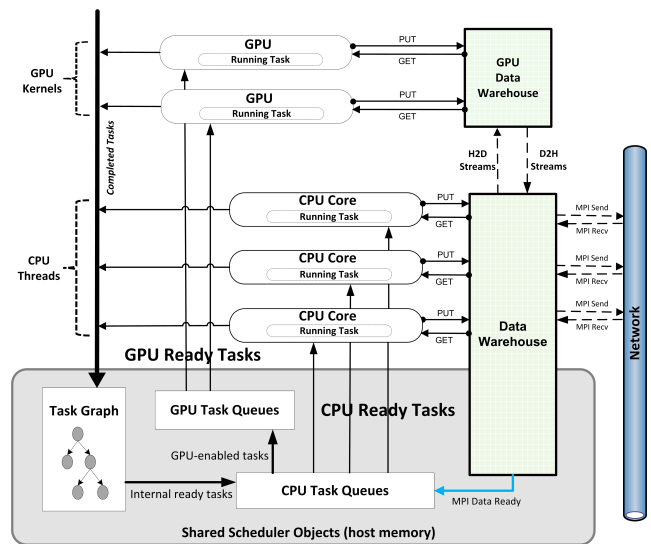 GPU
Running Task
PUT
GET
GPU
Data
Warehouse
GPU
Kernels
GPU
Running Task
PUT
GET
Completed Tasks
H2D
Streams
D2H
Streams
CPU Core
Running Task
PUT
GET
MPI Send
MPI Recv
CPU
Threads
CPU Core
Running Task
PUT
GET
MPI Send
MPI Recv
CPU Core
Running Task
PUT
GET
MPI Send
MPI Recv
Data
Warehouse
Network
GPU Ready Tasks
Task Graph
GPU Task Queues
CPU Ready Tasks
GPU-enabled tasks
Internal ready tasks
CPU Task Queues
MPI Data Ready
Shared Scheduler Objects (host memory)